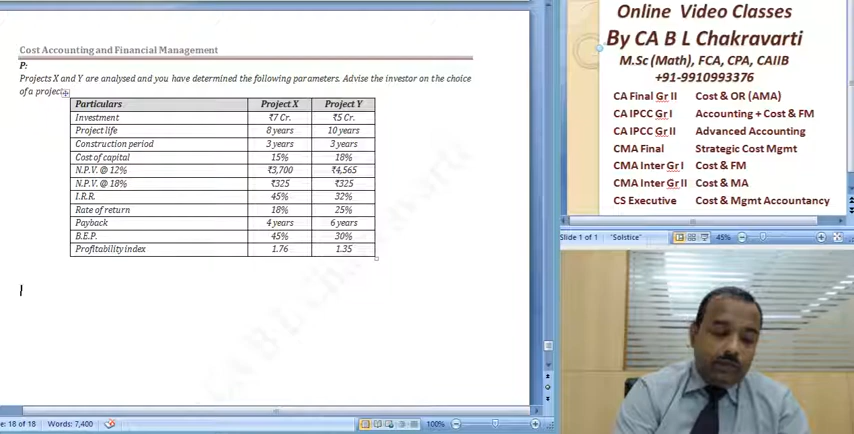 Cost Accounting and Financial Management
P:
Projects X and Y are analysed and you have determined the following parameters. Advise the investor on the choice
of a project.
Particulars Project X Project Y
Investment ₹7 Cr. ₹5 Cr.
Project life 8 years 10 years
Construction period 3 years 3 years
Cost of capital 15% 18%
N.P.V. @ 12% ₹3,700 ₹4,565
N.P.V. @ 18% ₹325 ₹325
I.R.R. 45% 32%
Rate of return 18% 25%
Payback 4 years 6 years
B.E.P. 45% 30%
Profitability index 1.76 1.35
CA B L Chakravarti
: 18 of 18 Words: 7,400 100%
Online Video Classes
By CA B L Chakravarti
M.Sc (Math), FCA, CPA, CAIIB
+91-9910993376
CA Final Gr II Cost & OR (AMA)
CA IPCC Gr I Accounting + Cost & FM
CA IPCC Gr II Advanced Accounting
CMA Final Strategic Cost Mgmt
CMA Inter Gr I Cost & FM
CMA Inter Gr II Cost & MA
CS Executive Cost & Mgmt Accountancy
Slide 1 of 1 "Solstice" 45%